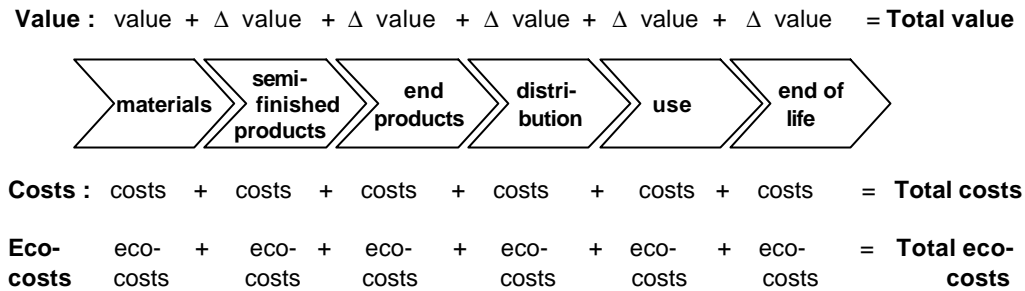 Value : value + Δ value + Δ value + Δ value + Δ value + Δ value = Total value
materials
semi-
finished
products
end
products
distri-
bution
use
end of
life
Costs : costs + costs + costs + costs + costs + costs = Total costs
Eco- eco- + eco- + eco- + eco- + eco- + eco- = Total eco-
costs costs costs costs costs costs costs costs